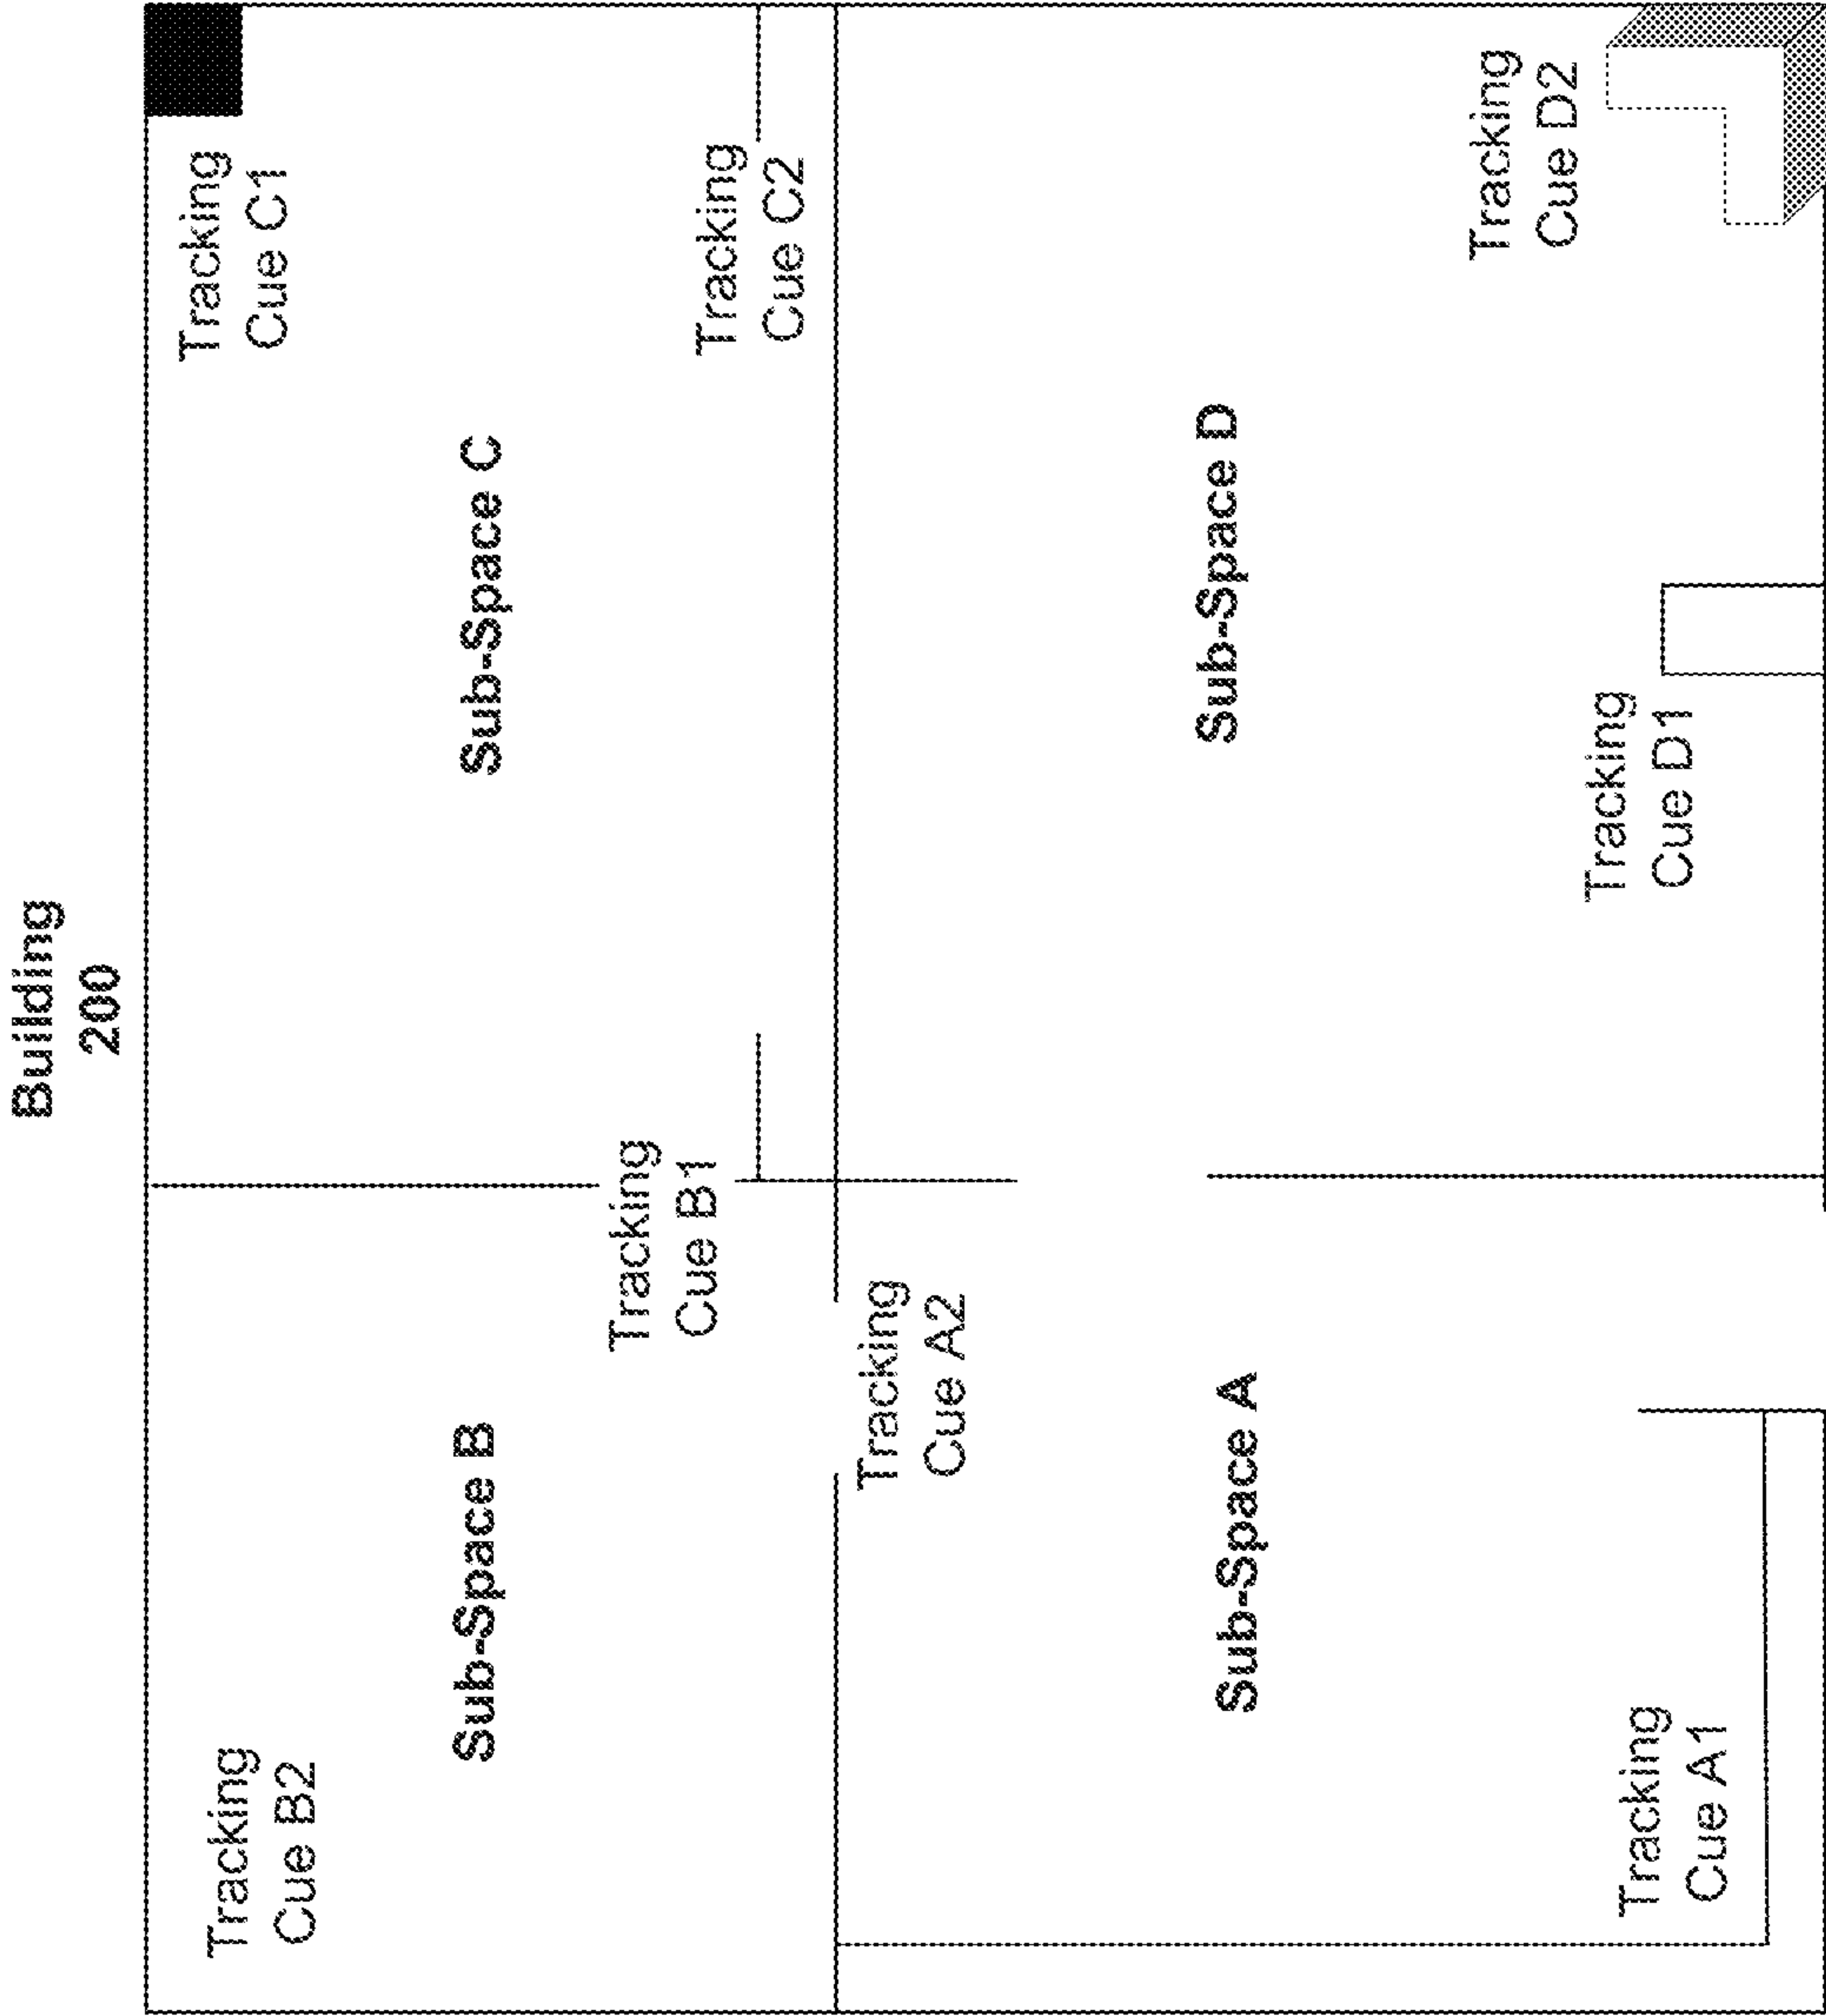 Building
200
Tracking
Cue B2
Tracking
Cue C1
Sub-Space B
Sub-Space C
Tracking
Cue B1
Tracking
Cue C2
Tracking
Cue A2
Sub-Space A
Sub-Space D
Tracking
Cue A1
Tracking
Cue D1
Tracking
Cue D2